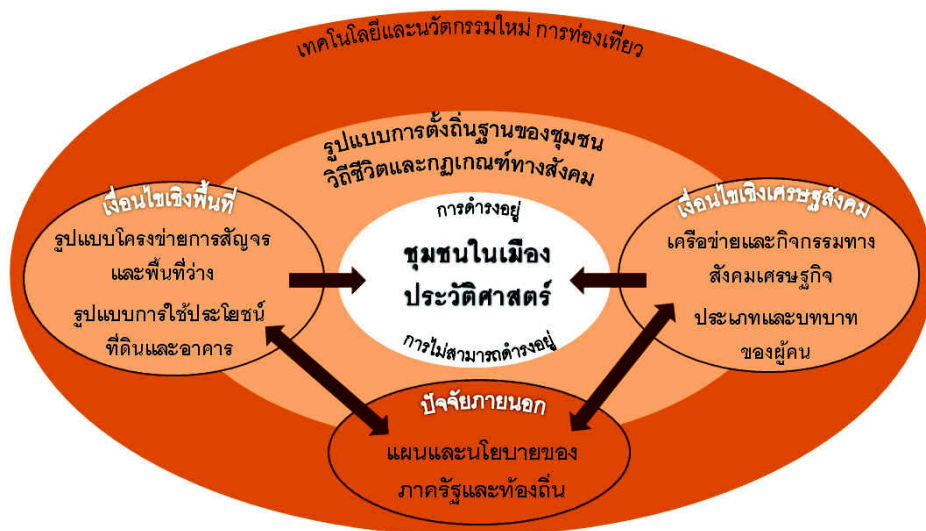 เทคโนโลยีและนวัตกรรมใหม่ การท่องเที่ยว
รูปแบบการตั้งถิ่นฐานของชุมชน
วิถีชีวิตและกฎเกณฑ์ทางสังคม
เงื่อนไขเชิงพื้นที่
รูปแบบโครงข่ายการสัญจร
และพื้นที่ว่าง
รูปแบบการใช้ประโยชน์
ที่ดินและอาคาร
การดำรงอยู่
ชุมชนในเมือง
ประวัติศาสตร์
การไม่สามารถดำรงอยู่
เงื่อนไขเชิงเศรษฐสังคม
เครือข่ายและกิจกรรมทาง
สังคมเศรษฐกิจ
ประเภทและบทบาท
ของผู้คน
ปัจจัยภายนอก
แผนและนโยบายของ
ภาครัฐและท้องถิ่น